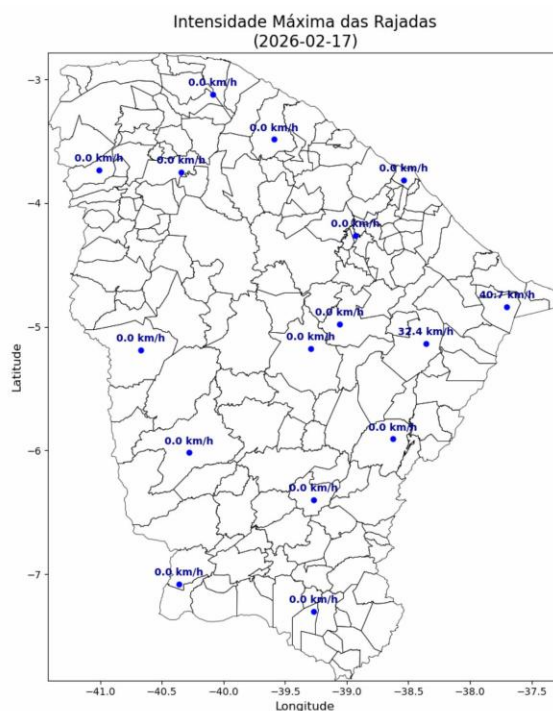 Intensidade Máxima das Rajadas
(2026-02-17)
0.0 km/h
0.0 km/h
0.0 km/h
0.0 km/h
0.0 km/h
0.0 km/h
40.7 km/h
0.0 km/h
32.4 km/h
0.0 km/h
0.0 km/h
0.0 km/h
0.0 km/h
0.0 km/h
0.0 km/h
0.0 km/h
Latitude
−3
−4
−5
−6
−7
−41.0
−40.5
−40.0
−39.5
−39.0
−38.5
−38.0
−37.5
Longitude